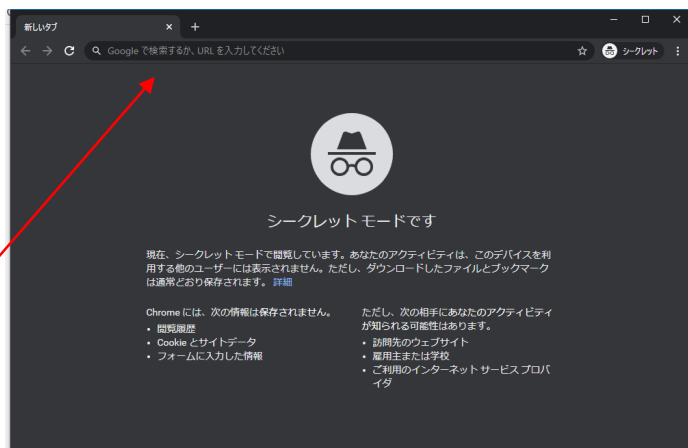 新しいタブ
Google で検索するか、URL を入力してください
シークレット
シークレット モードです
現在、シークレット モードで閲覧しています。あなたのアクティビティは、このデバイスを利
用する他のユーザーには表示されません。ただし、ダウンロードしたファイルとブックマーク
は通常どおり保存されます。 詳細
Chrome には、次の情報は保存されません。
• 閲覧履歴
• Cookie とサイトデータ
• フォームに入力した情報
ただし、次の相手にあなたのアクティビティ
が知られる可能性はあります。
• 訪問先のウェブサイト
• 雇用主または学校
• ご利用のインターネット サービス プロバ
イダ